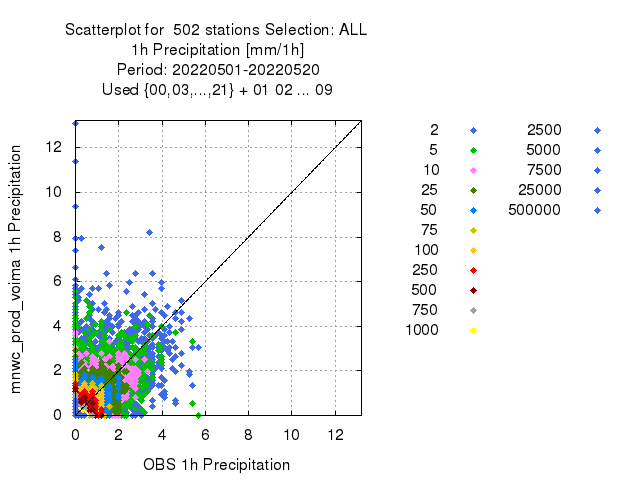 Scatterplot for 502 stations Selection: ALL
1h Precipitation [mm/1h]
Period: 20220501-20220520
Used {00,03,...,21} + 01 02 ... 09
mnwc_prod_voima 1h Precipitation
12
10
8
6
4
2
0
0 2 4 6 8 10 12
OBS 1h Precipitation
2 2500
5 5000
10 7500
25 25000
50 500000
75
100
250
500
750
1000